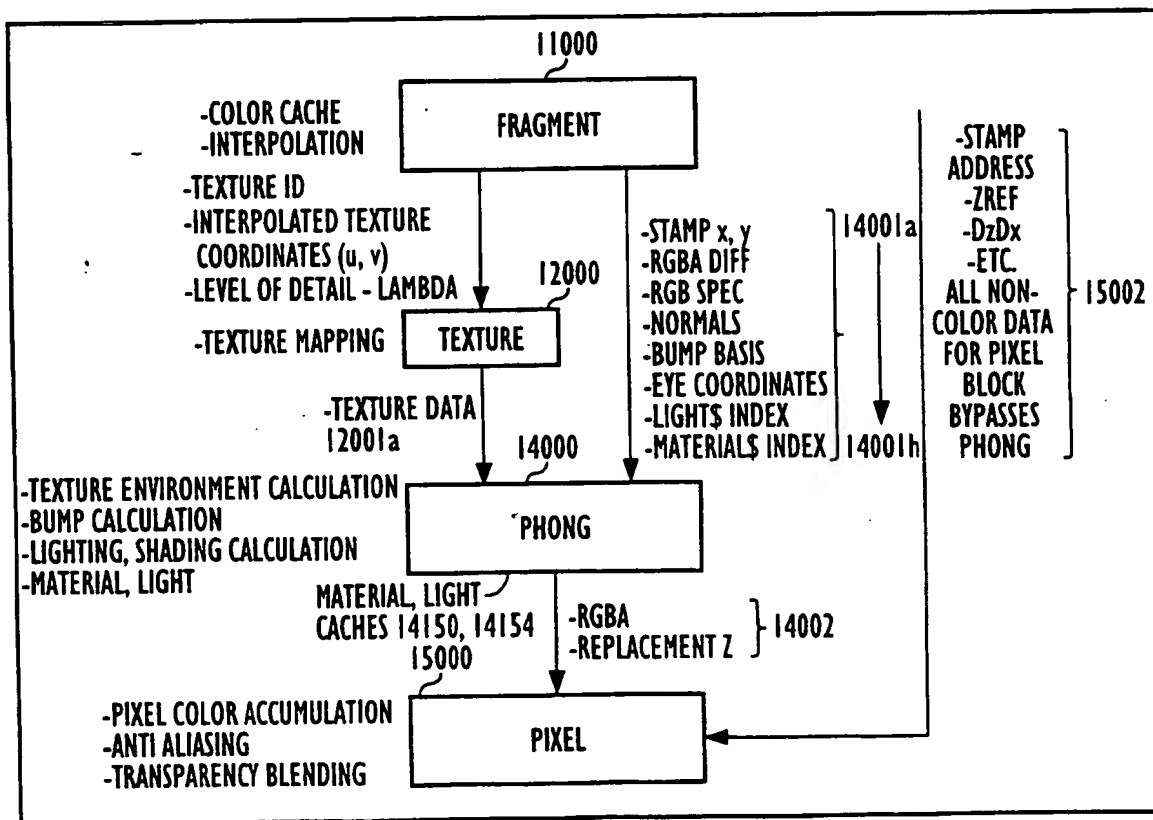 11000
-COLOR CACHE
-INTERPOLATION
FRAGMENT
-TEXTURE ID
-INTERPOLATED TEXTURE
COORDINATES (u, v)
-LEVEL OF DETAIL - LAMBDA
12000
-TEXTURE MAPPING
TEXTURE
-STAMP x, y
-RGBA DIFF
-RGB SPEC
-NORMALS
-BUMP BASIS
-EYE COORDINATES
-LIGHT$ INDEX
-MATERIAL$ INDEX
14001a
14001h
-STAMP
ADDRESS
-ZREF
-DzDx
-ETC.
ALL NON-
COLOR DATA
FOR PIXEL
BLOCK
BYPASSES
PHONG
15002
-TEXTURE DATA
12001a
14000
-TEXTURE ENVIRONMENT CALCULATION
-BUMP CALCULATION
-LIGHTING, SHADING CALCULATION
-MATERIAL, LIGHT
PHONG
MATERIAL, LIGHT
CACHES 14150, 14154
-RGBA
-REPLACEMENT Z
14002
15000
-PIXEL COLOR ACCUMULATION
-ANTI ALIASING
-TRANSPARENCY BLENDING
PIXEL